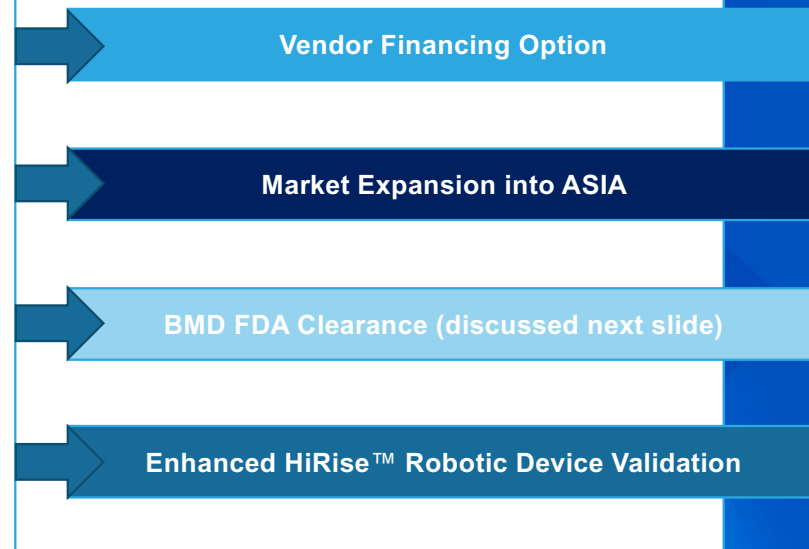 Vendor Financing Option
Market Expansion into ASIA
BMD FDA Clearance (discussed next slide)
Enhanced HiRise™ Robotic Device Validation